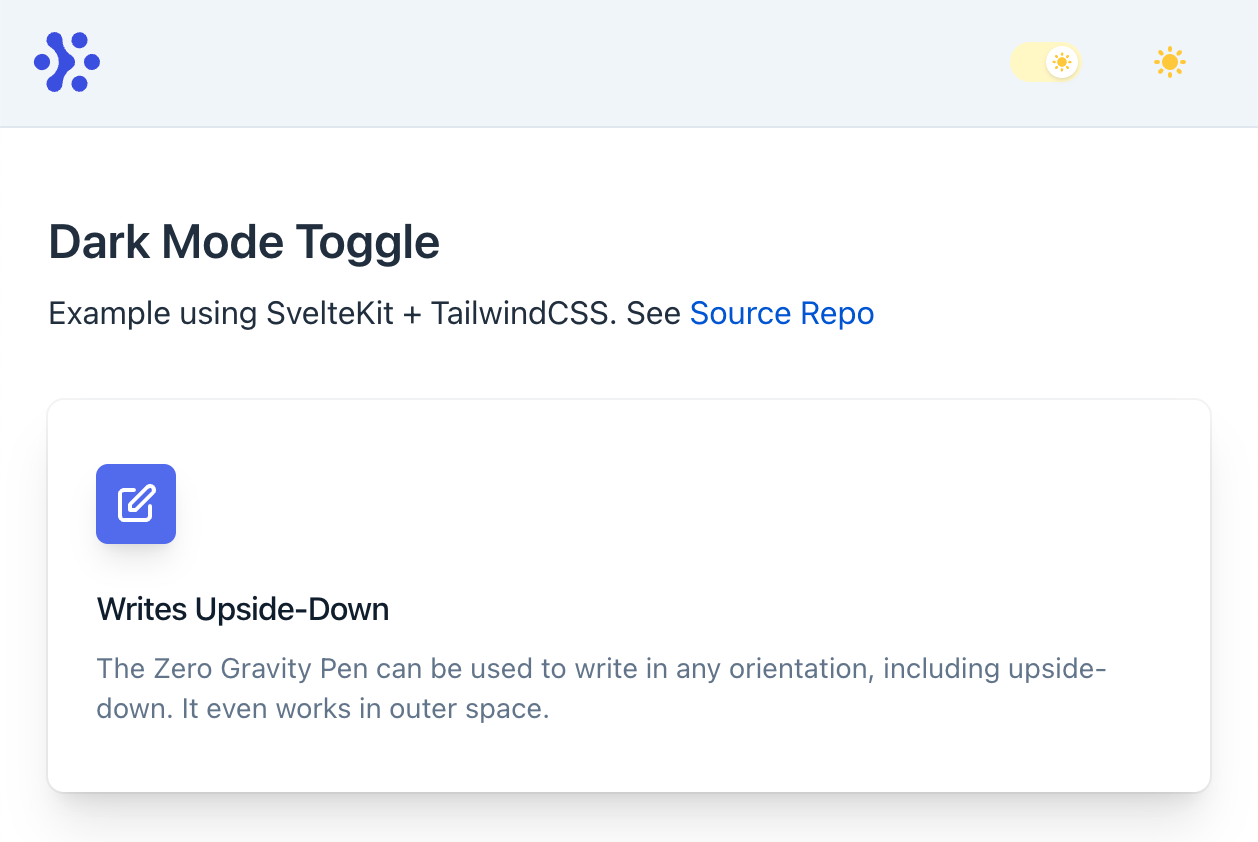 Dark Mode Toggle
Example using SvelteKit + TailwindCSS. See Source Repo
Writes Upside-Down
The Zero Gravity Pen can be used to write in any orientation, including upside-
down. It even works in outer space.